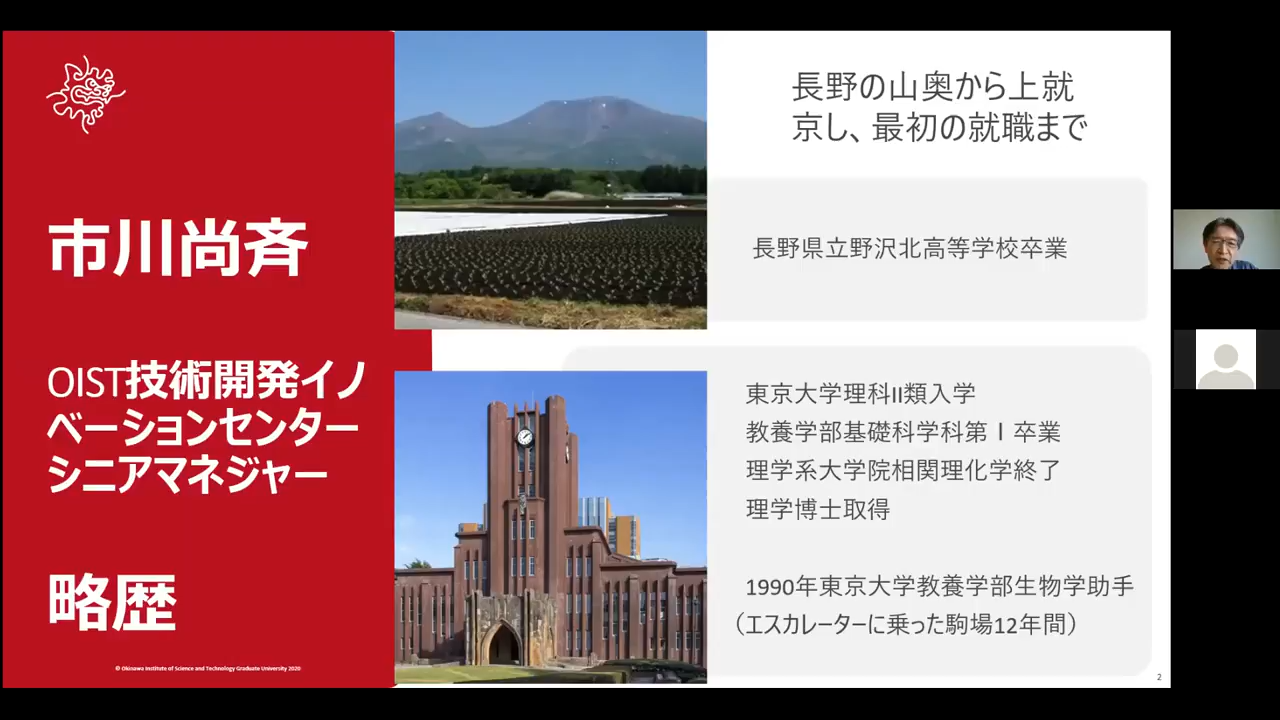 市川尚斉
OIST技術開発イノ
ベーションセンター
シニアマネジャー
略歴
© Okinawa Institute of Science and Technology Graduate University 2020
長野の山奥から上就
京し、最初の就職まで
長野県立野沢北高等学校卒業
東京大学理科II類入学
教養学部基礎科学科第Ⅰ卒業
理学系大学院相関理化学終了
理学博士取得
1990年東京大学教養学部生物学助手
（エスカレーターに乗った駒場12年間）
2